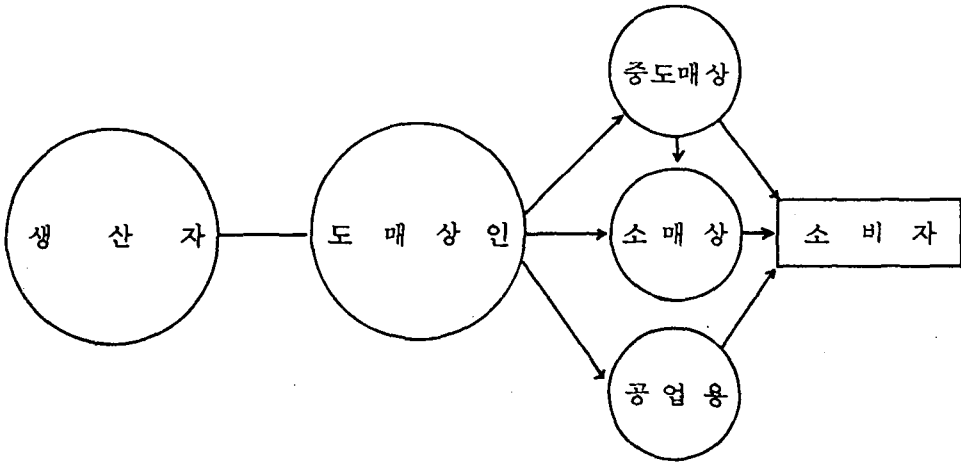 중도매상
생 산 자
도 매 상 인
소 매 상
소 비 자
공 업 용